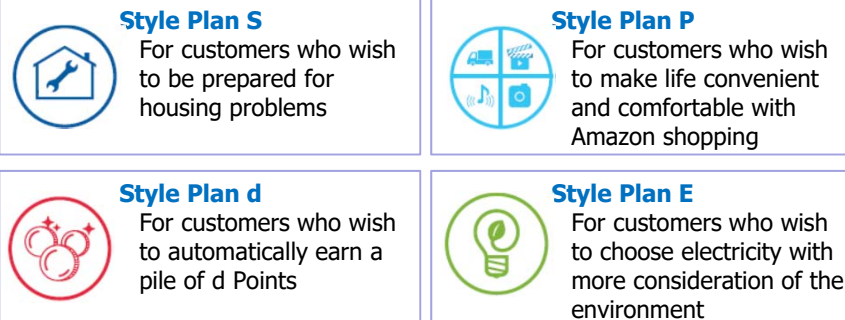 Style Plan S
For customers who wish
to be prepared for
housing problems
Style Plan P
For customers who wish
to make life convenient
and comfortable with
Amazon shopping
Style Plan d
For customers who wish
to automatically earn a
pile of d Points
Style Plan E
For customers who wish
to choose electricity with
more consideration of the
environment